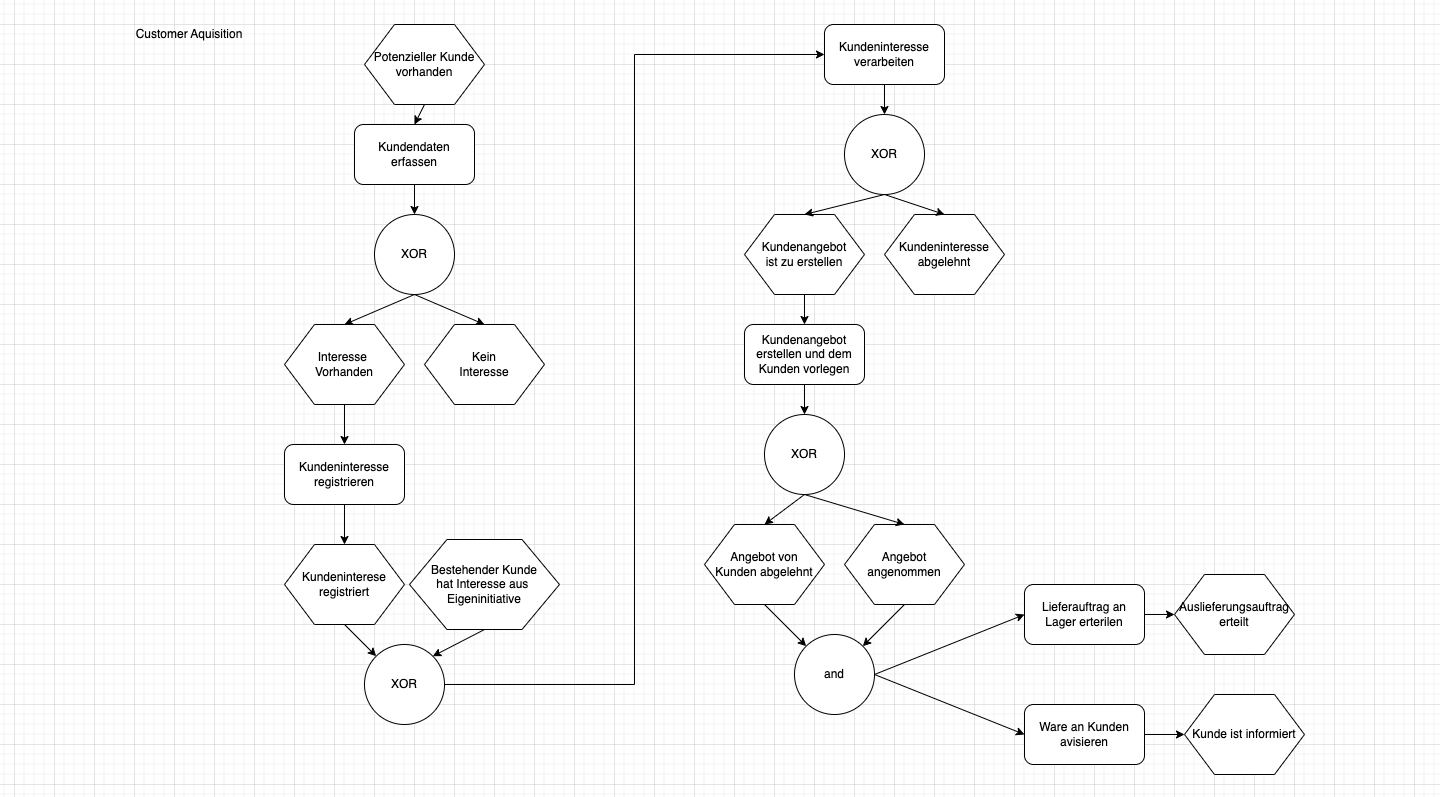 Customer Aquisition
Potenzieller Kunde
vorhanden
Kundendaten
erfassen
XOR
Interesse
Vorhanden
Kein
Interesse
Kundeninteresse
registrieren
Kundeninterese
registriert
Bestehender Kunde
hat Interesse aus
Eigeninitiative
XOR
Kundeninteresse
verarbeiten
XOR
Kundenangebot
ist zu erstellen
Kundeninteresse
abgelehnt
Kundenangebot
erstellen und dem
Kunden vorlegen
XOR
Angebot von
Kunden abgelehnt
Angebot
angenommen
and
Lieferauftrag an
Lager erterilen
Auslieferungsauftrag
erteilt
Ware an Kunden
avisieren
Kunde ist informiert